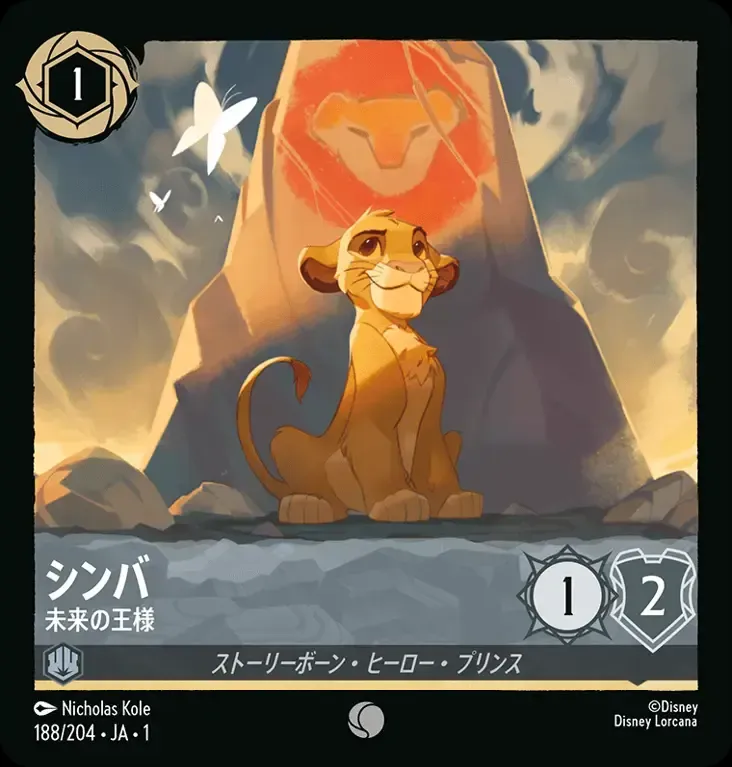 1
シンバ
未来の王様
1
2
ストーリーボーン・ヒーロー・プリンス
Nicholas Kole
188/204・JA・1
©Disney
Disney Lorcana